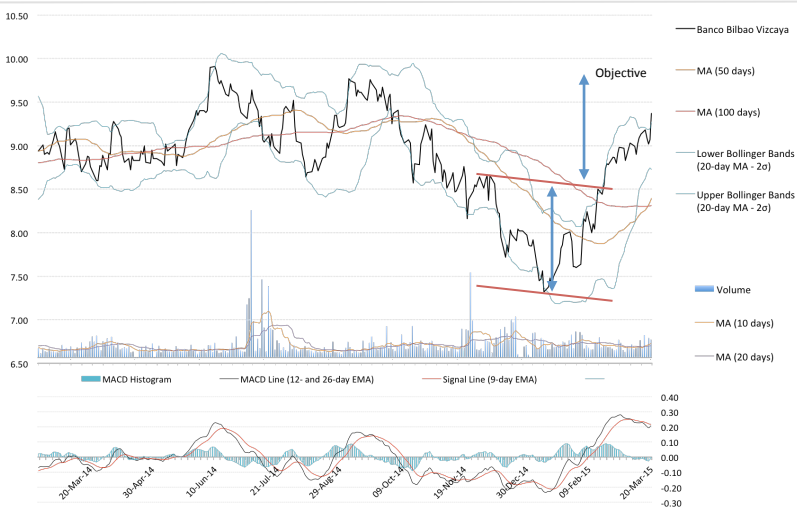 10.50
10.00
9.50
9.00
8.50
8.00
7.50
7.00
6.50
Objective
Banco Bilbao Vizcaya
MA (50 days)
MA (100 days)
Lower Bollinger Bands
(20-day MA - 2σ)
Upper Bollinger Bands
(20-day MA - 2σ)
Volume
MA (10 days)
MA (20 days)
MACD Histogram
MACD Line (12- and 26-day EMA)
Signal Line (9-day EMA)
0.40
0.30
0.20
0.10
0.00
-0.10
-0.20
-0.30
20-Mar-14
30-Apr-14
10-Jun-14
21-Jul-14
29-Aug-14
09-Oct-14
19-Nov-14
30-Dec-14
09-Feb-15
20-Mar-15